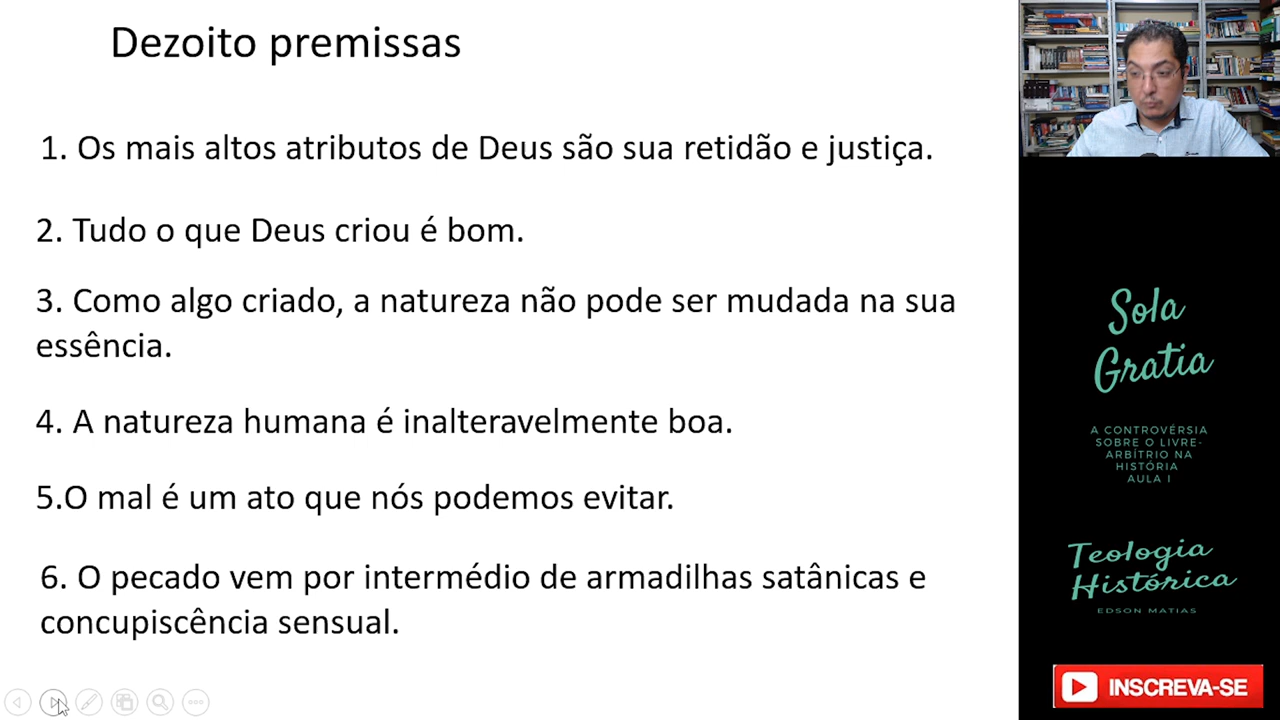 Dezoito premissas
1. Os mais altos atributos de Deus são sua retidão e justiça.
2. Tudo o que Deus criou é bom.
3. Como algo criado, a natureza não pode ser mudada na sua
essência.
4. A natureza humana é inalteravelmente boa.
5.O mal é um ato que nós podemos evitar.
6. O pecado vem por intermédio de armadilhas satânicas e
concupiscência sensual.
Sola
Gratia
A CONTROVÉRSIA
SOBRE O LIVRE-
ARBÍTRIO NA
HISTÓRIA
AULA I
Teologia
Histórica
EDSON MATIAS
INSCREVA-SE